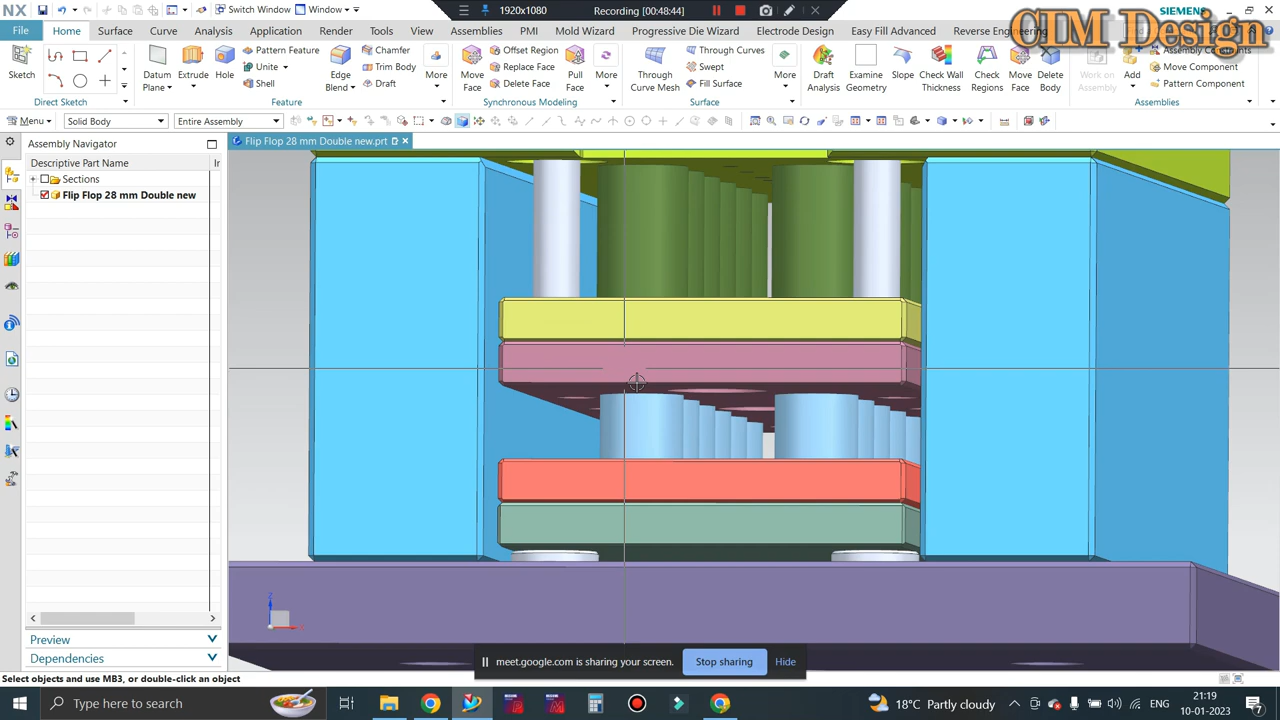 NX
Switch Window
Window
1920x1080
Recording [00:48:44]
SIEMENS
CIM Design
File
Home
Surface
Curve
Analysis
Application
Render
Tools
View
Assemblies
PMI
Mold Wizard
Progressive Die Wizard
Electrode Design
Easy Fill Advanced
Reverse Engineering
Sketch
Datum Plane
Extrude
Hole
Pattern Feature
Unite
Shell
Edge Blend
Chamfer
Trim Body
Draft
More
Move Face
Offset Region
Replace Face
Delete Face
Pull Face
More
Through Curve Mesh
Through Curves
Swept
Fill Surface
More
Draft Analysis
Examine Geometry
Slope
Check Wall Thickness
Check Regions
Move Face
Delete Body
Work on Assembly
Add
Assembly Constraints
Move Component
Pattern Component
Direct Sketch
Feature
Synchronous Modeling
Surface
Assemblies
Menu
Solid Body
Entire Assembly
Assembly Navigator
Flip Flop 28 mm Double new.prt
Descriptive Part Name
Ir
Sections
Flip Flop 28 mm Double new
Preview
Dependencies
meet.google.com is sharing your screen.
Stop sharing
Hide
Select objects and use MB3, or double-click an object
Type here to search
18°C Partly cloudy
ENG
21:19
10-01-2023
7